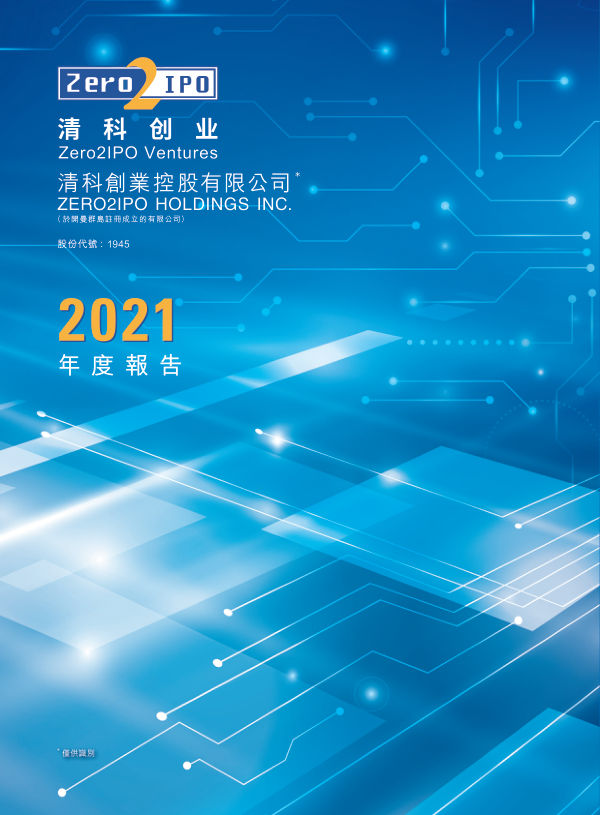 Zero2IPO
清科创业
Zero2IPO Ventures
清科創業控股有限公司*
ZERO2IPO HOLDINGS INC.
(於開曼群島註冊成立的有限公司)
股份代號：1945
2021
年度報告
* 僅供識別